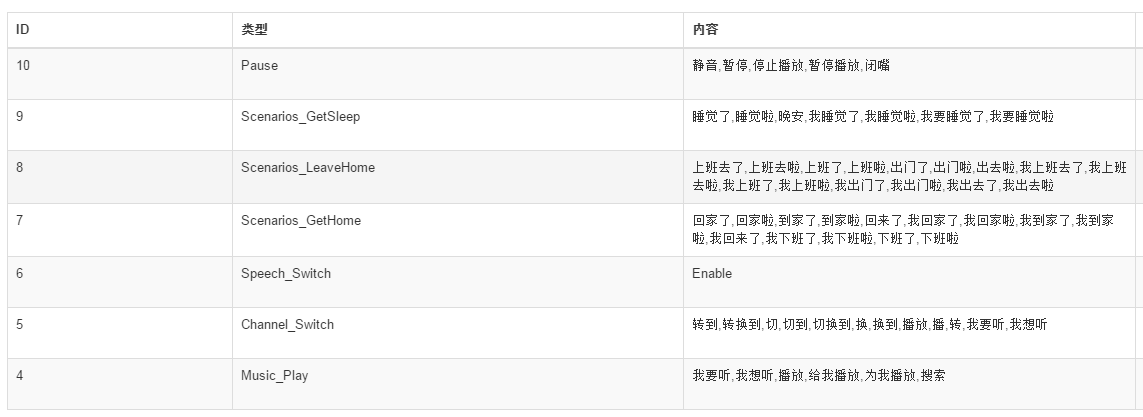 ID 类型 内容
10 Pause 静音,暂停,停止播放,暂停播放,闭嘴
9 Scenarios_GetSleep 睡觉了,睡觉啦,晚安,我睡觉了,我睡觉啦,我要睡觉了,我要睡觉啦
8 Scenarios_LeaveHome 上班去了,上班去啦,上班了,上班啦,出门了,出门啦,出去啦,我上班去了,我上班
去啦,我上班了,我上班啦,我出门了,我出门啦,我出去了,我出去啦
7 Scenarios_GetHome 回家了,回家啦,到家了,到家啦,回来了,我回家了,我回家啦,我到家了,我到家
啦,我回来了,我下班了,我下班啦,下班了,下班啦
6 Speech_Switch Enable
5 Channel_Switch 转到,转换到,切,切到,切换到,换,换到,播放,播,转,我要听,我想听
4 Music_Play 我要听,我想听,播放,给我播放,为我播放,搜索